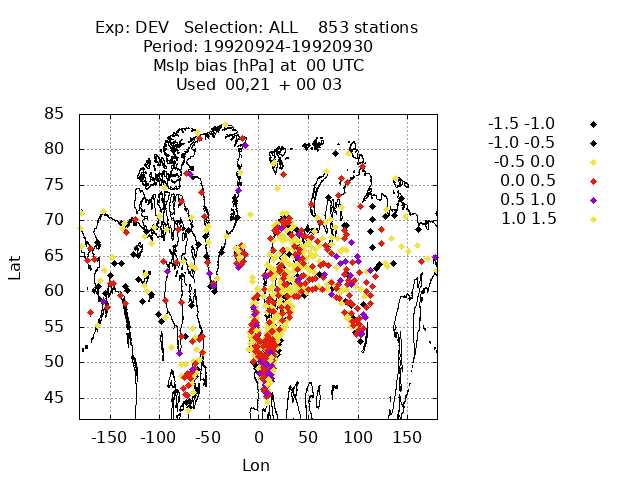 Exp: DEV   Selection: ALL    853 stations
Period: 19920924-19920930
Mslp bias [hPa] at  00 UTC
Used  00,21  + 00 03
-1.5 -1.0
-1.0 -0.5
-0.5 0.0
0.0 0.5
0.5 1.0
1.0 1.5
85
80
75
70
65
60
55
50
45
Lat
-150 -100 -50 0 50 100 150
Lon